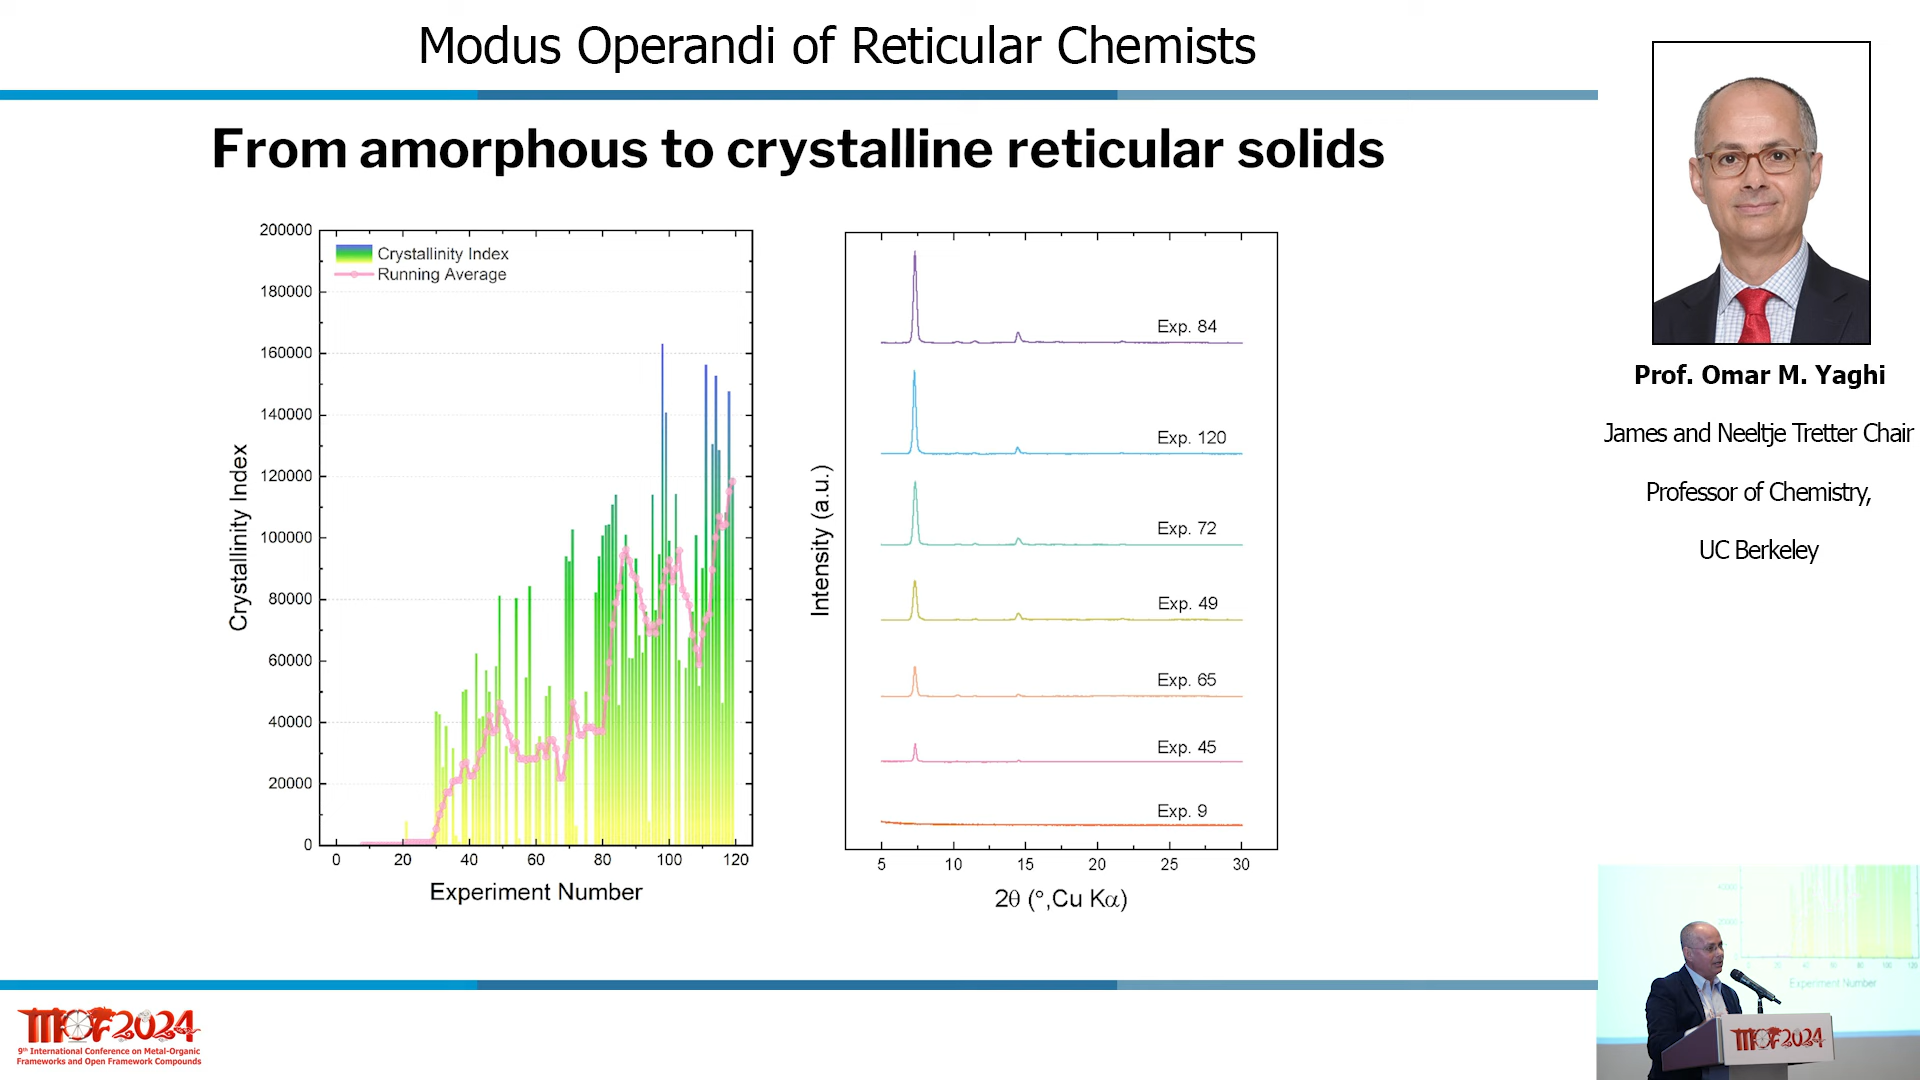 Modus Operandi of Reticular Chemists
From amorphous to crystalline reticular solids
Crystallinity Index
Running Average
200000
180000
160000
140000
120000
100000
80000
60000
40000
20000
0
Crystallinity Index
0 20 40 60 80 100 120
Experiment Number
Intensity (a.u.)
Exp. 84
Exp. 120
Exp. 72
Exp. 49
Exp. 65
Exp. 45
Exp. 9
5 10 15 20 25 30
2θ (°,Cu Kα)
Prof. Omar M. Yaghi
James and Neeltje Tretter Chair
Professor of Chemistry,
UC Berkeley
MOF2024
9th International Conference on Metal-Organic
Frameworks and Open Framework Compounds
Experiment Number
MOF2024